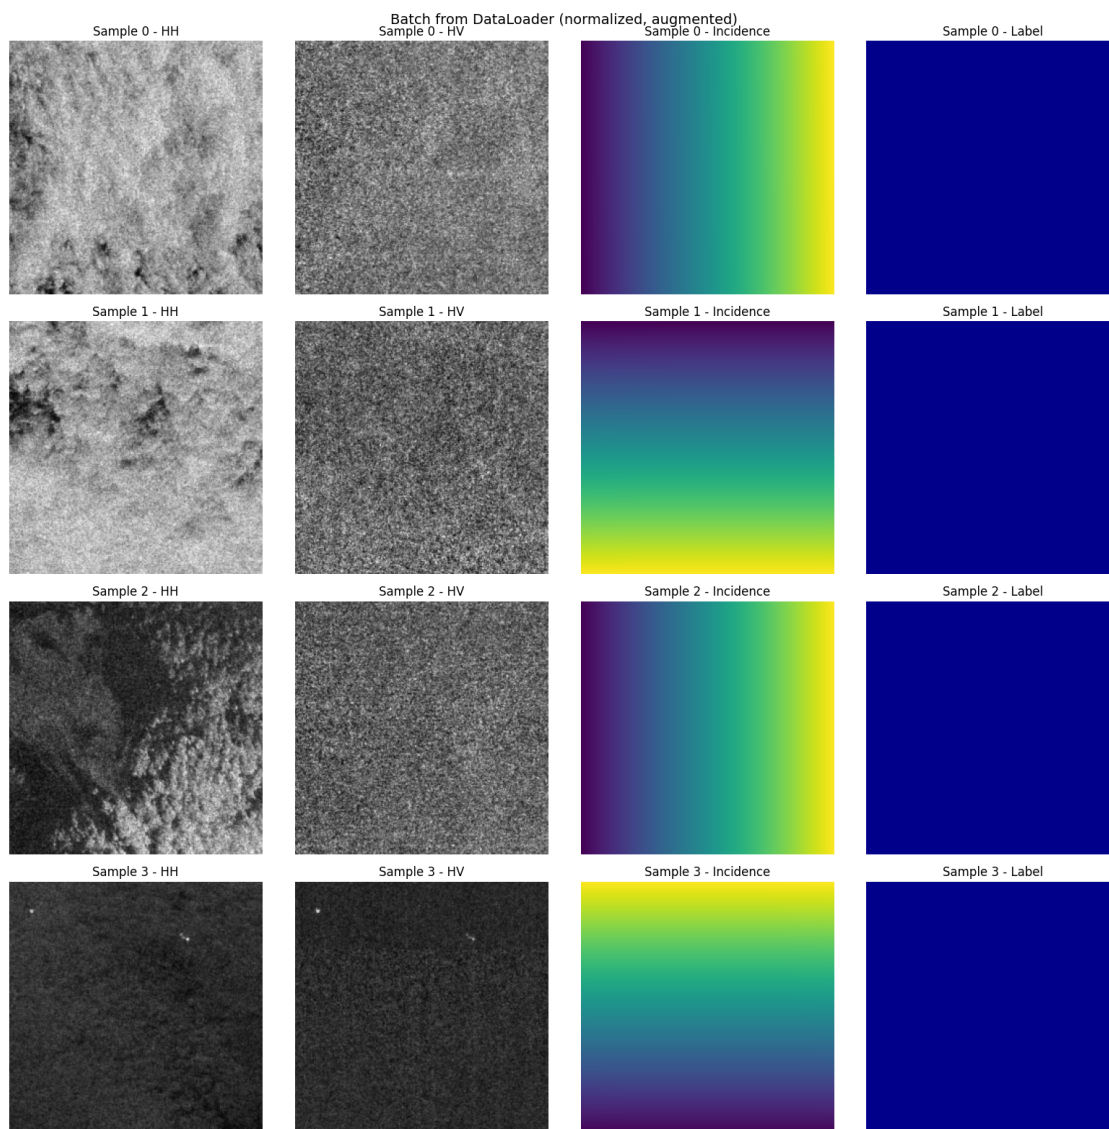 Batch from DataLoader (normalized, augmented)
Sample 0 - HH
Sample 0 - HV
Sample 0 - Incidence
Sample 0 - Label
Sample 1 - HH
Sample 1 - HV
Sample 1 - Incidence
Sample 1 - Label
Sample 2 - HH
Sample 2 - HV
Sample 2 - Incidence
Sample 2 - Label
Sample 3 - HH
Sample 3 - HV
Sample 3 - Incidence
Sample 3 - Label